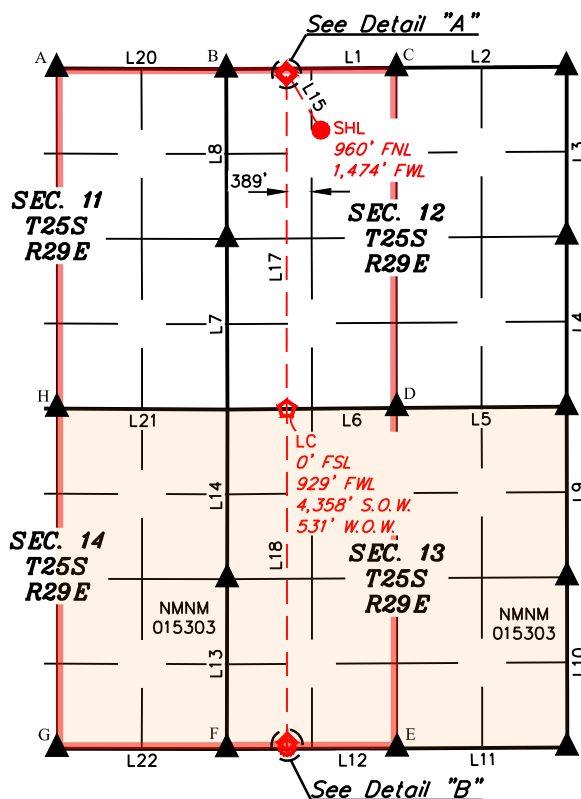 See Detail "A"
A
L20
B
L1
C
L2
L15
SHL
960' FNL
1,474' FWL
L8
L3
389'
SEC. 11
T25S
R29E
SEC. 12
T25S
R29E
L17
L7
L4
H
L21
D
L6
L5
LC
0' FSL
929' FWL
4,358' S.O.W.
531' W.O.W.
L14
L9
SEC. 14
T25S
R29E
L18
SEC. 13
T25S
R29E
NMNM
015303
NMNM
015303
L13
L10
G
F
E
L22
L12
L11
See Detail "B"